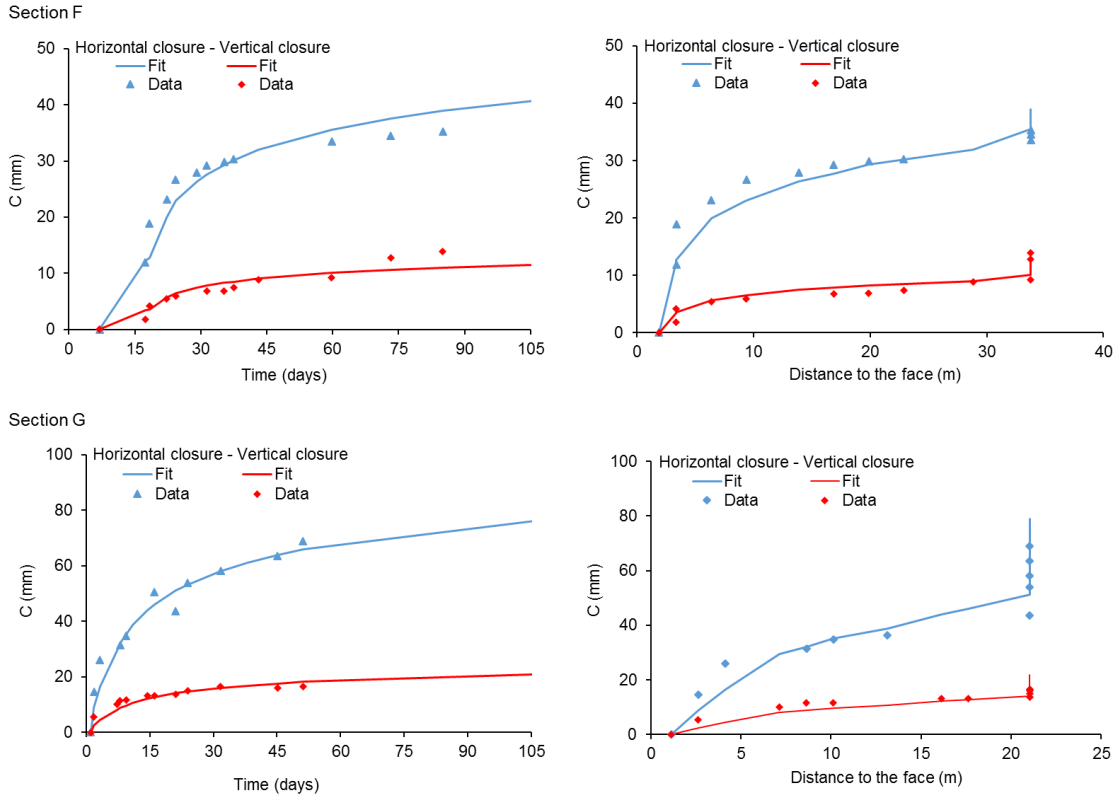 Section F
Horizontal closure - Vertical closure
Fit Fit
Data Data
50
40
30
20
10
0
C (mm)
0 15 30 45 60 75 90 105
Time (days)
Horizontal closure - Vertical closure
Fit Fit
Data Data
50
40
30
20
10
0
C (mm)
0 10 20 30 40
Distance to the face (m)
Section G
Horizontal closure - Vertical closure
Fit Fit
Data Data
100
80
60
40
20
0
C (mm)
0 15 30 45 60 75 90 105
Time (days)
Horizontal closure - Vertical closure
Fit Fit
Data Data
100
80
60
40
20
0
C (mm)
0 5 10 15 20 25
Distance to the face (m)